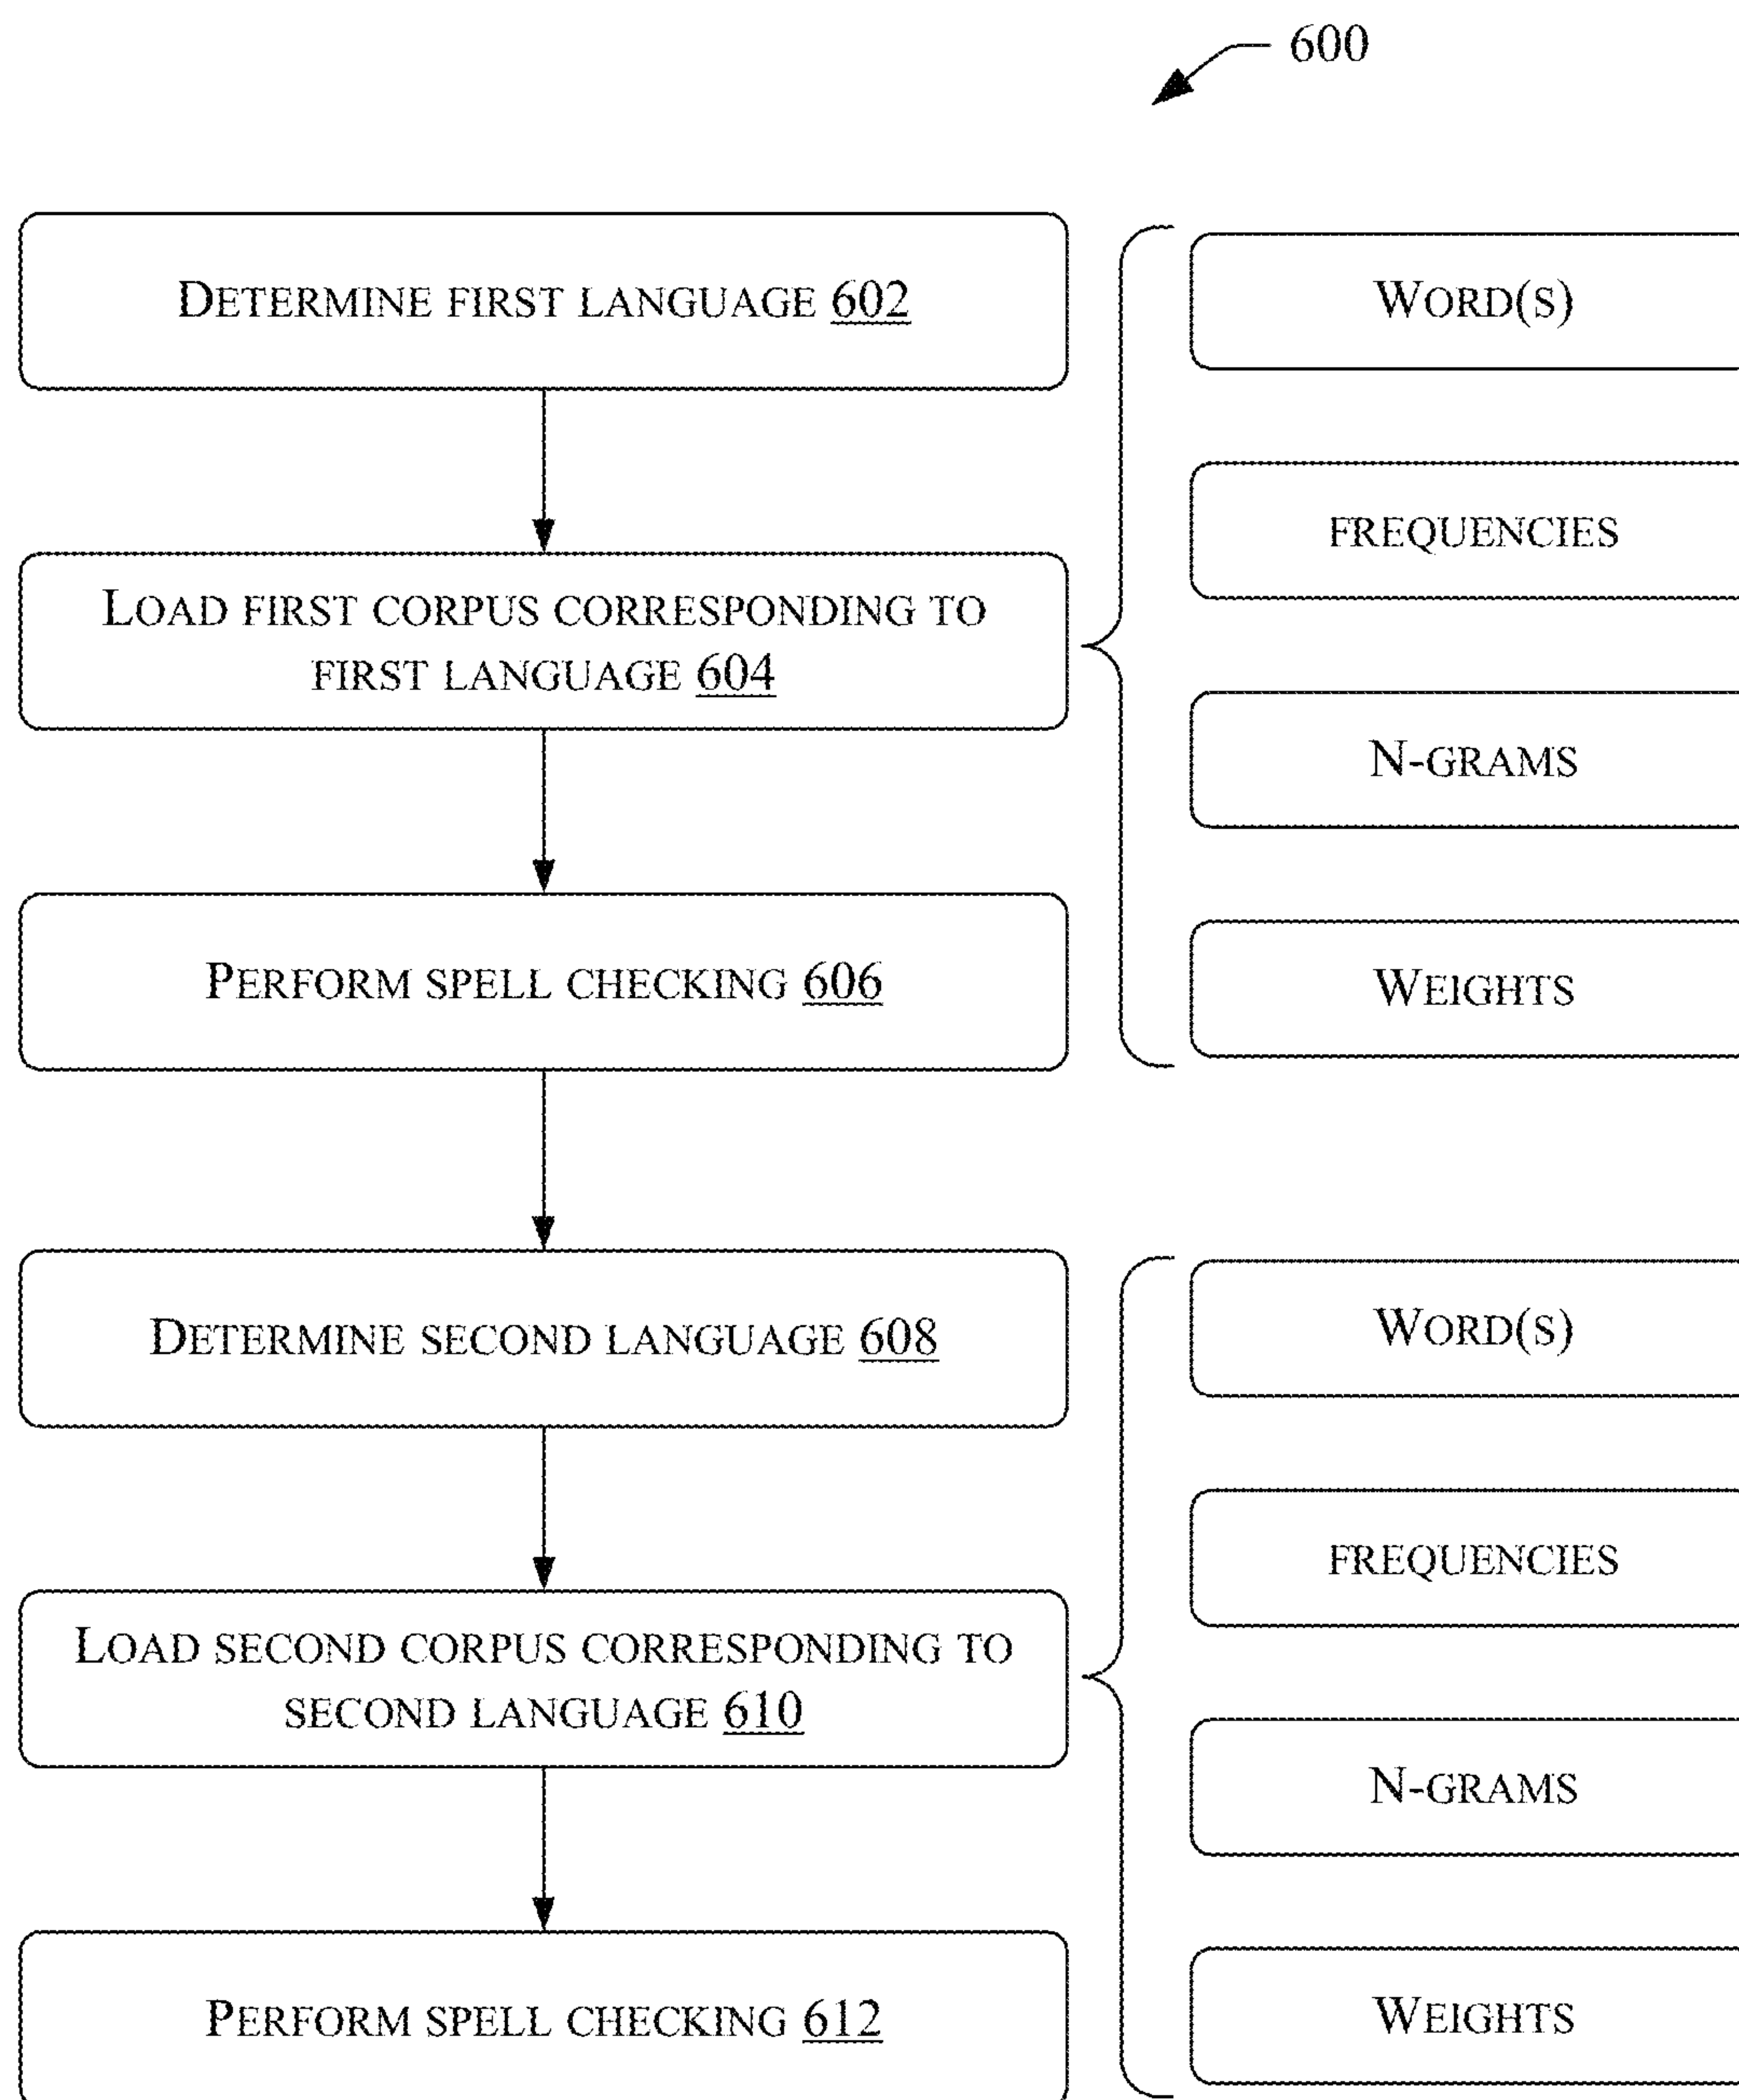 600
DETERMINE FIRST LANGUAGE 602
LOAD FIRST CORPUS CORRESPONDING TO
FIRST LANGUAGE 604
PERFORM SPELL CHECKING 606
WORD(S)
FREQUENCIES
N-GRAMS
WEIGHTS
DETERMINE SECOND LANGUAGE 608
LOAD SECOND CORPUS CORRESPONDING TO
SECOND LANGUAGE 610
PERFORM SPELL CHECKING 612
WORD(S)
FREQUENCIES
N-GRAMS
WEIGHTS